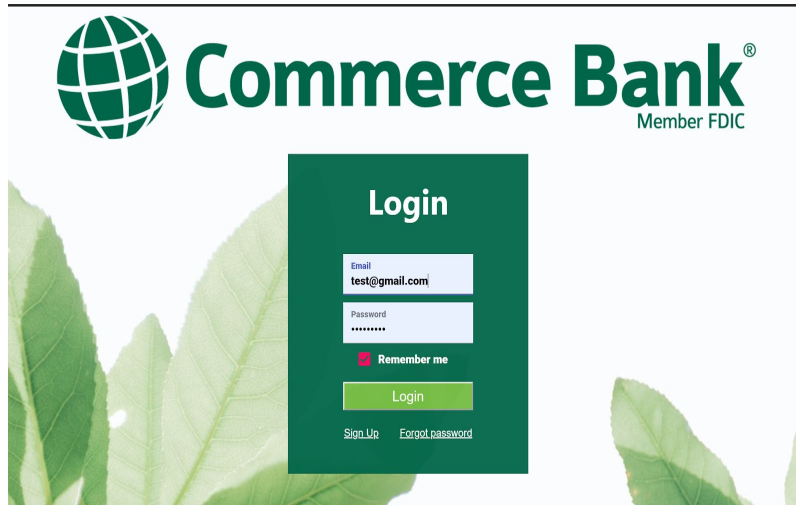 Commerce Bank®
Member FDIC
Login
Email
test@gmail.com
Password
•••••••••
Remember me
Login
Sign Up Forgot password